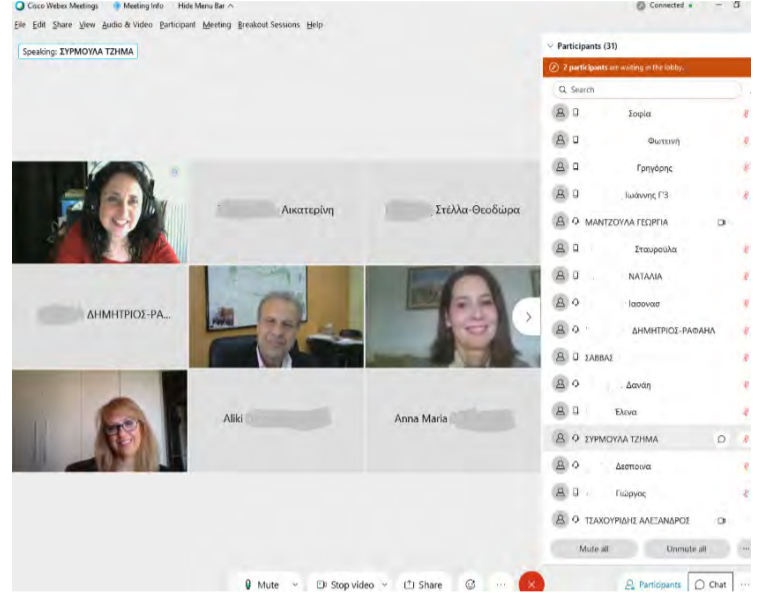 Cisco Webex Meetings Meeting Info Hide Menu Bar Connected
File Edit Share View Audio & Video Participant Meeting Breakout Sessions Help
Speaking: ΣΥΡΜΟΥΛΑ ΤΖΗΜΑ
Αικατερίνη
Στέλλα-Θεοδώρα
ΔΗΜΗΤΡΙΟΣ-ΡΑ...
Aliki
Anna Maria
Participants (31)
2 participants are waiting in the lobby.
Search
Σοφία
Φωτεινή
Γρηγόρης
Ιωάννης Γ'3
ΜΑΝΤΖΟΥΛΑ ΓΕΩΡΓΙΑ
Σταυρούλα
ΝΑΤΑΛΙΑ
Ιασονασ
ΔΗΜΗΤΡΙΟΣ-ΡΑΦΑΗΛ
ΣΑΒΒΑΣ
Δανάη
Έλενα
ΣΥΡΜΟΥΛΑ ΤΖΗΜΑ
Δεσποινα
Γιώργος
ΤΣΑΧΟΥΡΙΔΗΣ ΑΛΕΞΑΝΔΡΟΣ
Mute all Unmute all
Mute Stop video Share Participants Chat